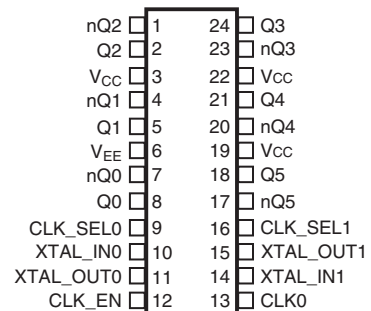 nQ2 1 24 Q3
Q2 2 23 nQ3
VCC 3 22 VCC
nQ1 4 21 Q4
Q1 5 20 nQ4
VEE 6 19 VCC
nQ0 7 18 Q5
Q0 8 17 nQ5
CLK_SEL0 9 16 CLK_SEL1
XTAL_IN0 10 15 XTAL_OUT1
XTAL_OUT0 11 14 XTAL_IN1
CLK_EN 12 13 CLK0